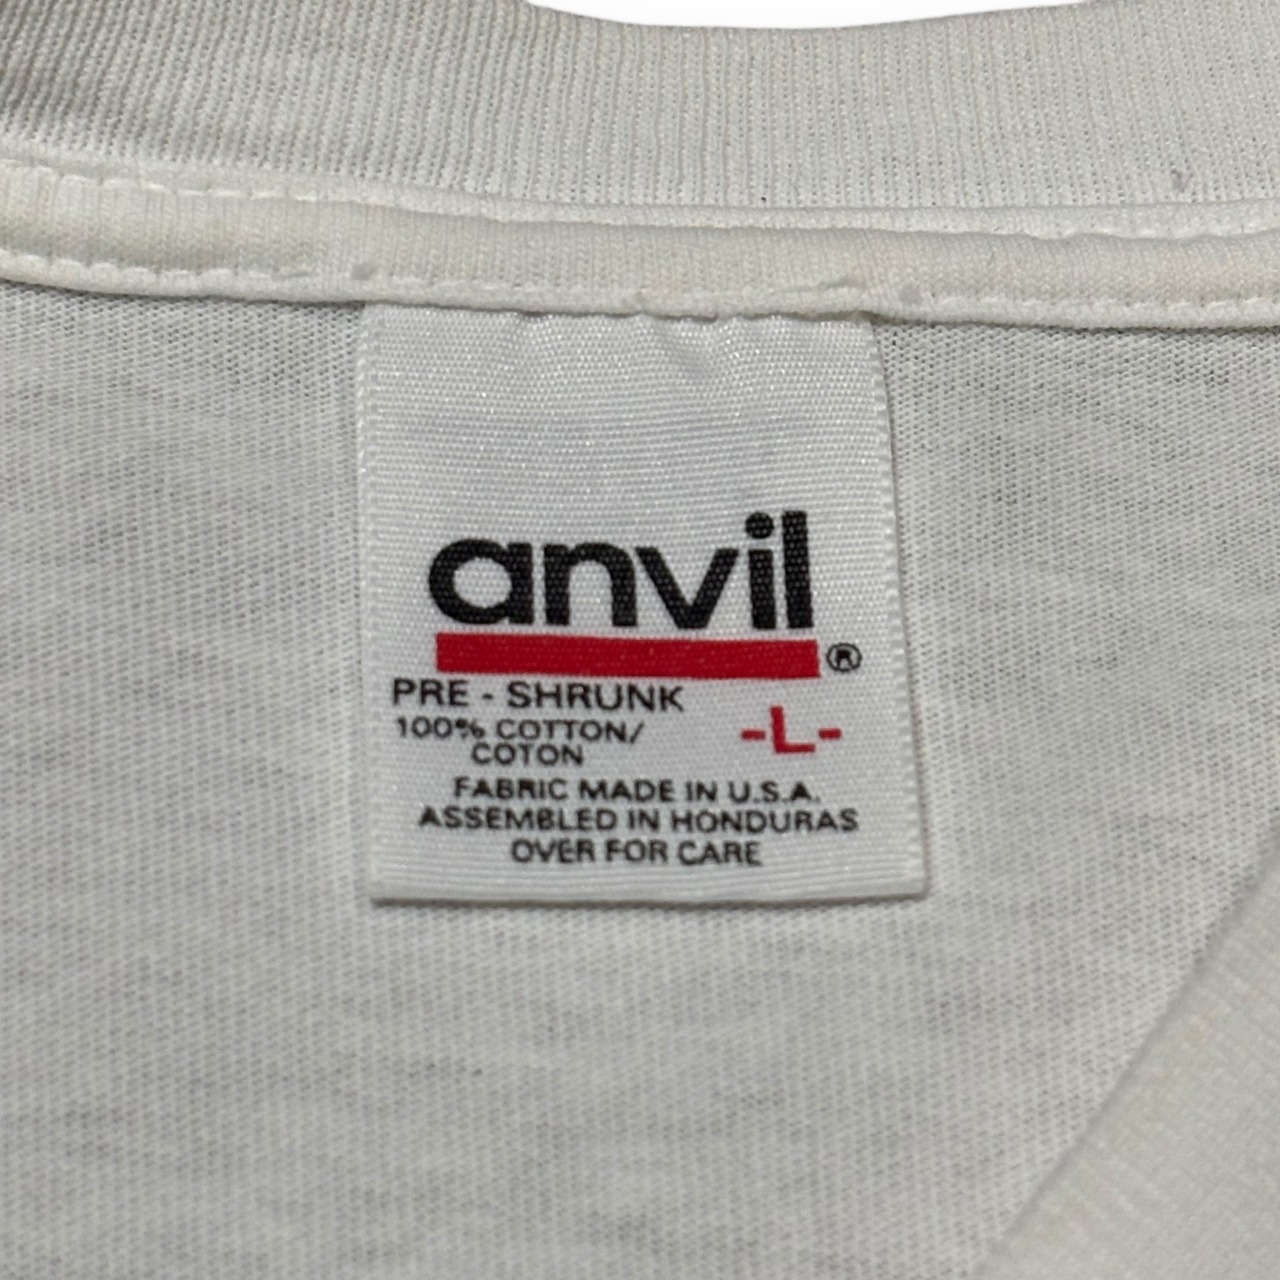 anvil®
PRE - SHRUNK
100% COTTON/
COTON
-L-
FABRIC MADE IN U.S.A.
ASSEMBLED IN HONDURAS
OVER FOR CARE